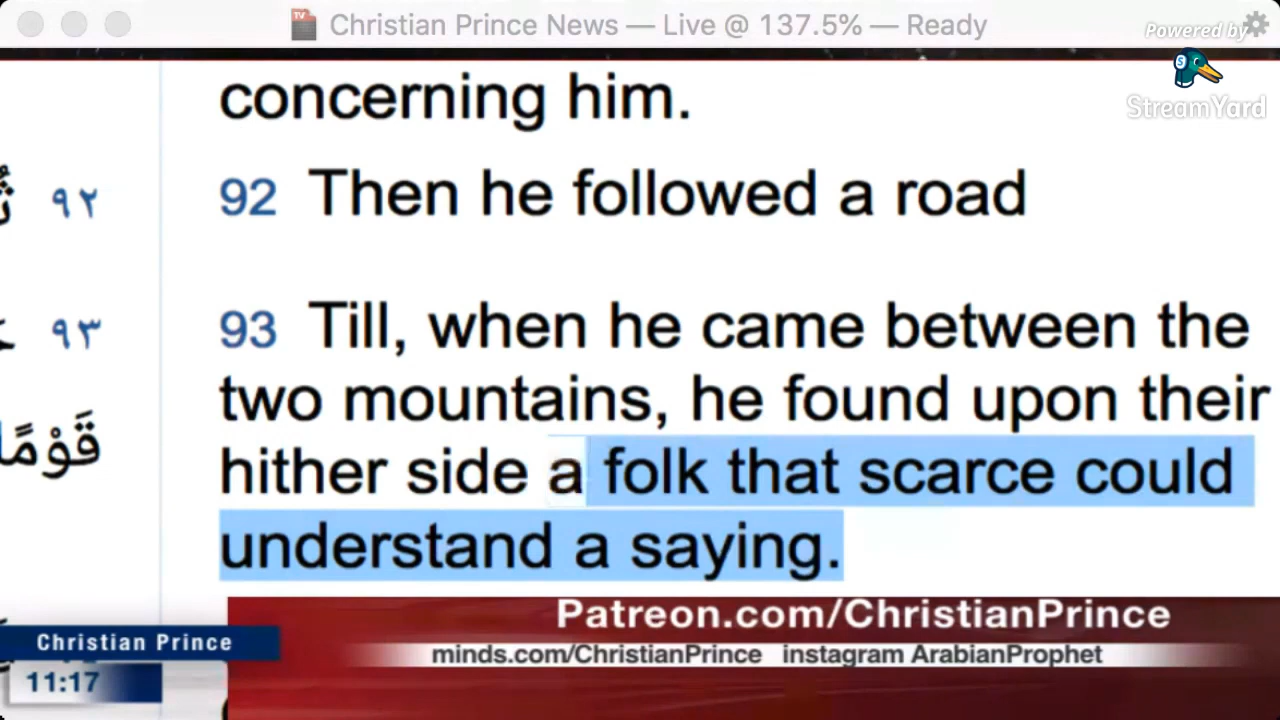 Christian Prince News — Live @ 137.5% — Ready
Powered by
StreamYard
concerning him.
92 Then he followed a road
٩٢
93 Till, when he came between the
٩٣
two mountains, he found upon their
hither side a folk that scarce could
قَوْمًا
understand a saying.
Patreon.com/ChristianPrince
Christian Prince
minds.com/ChristianPrince instagram ArabianProphet
11:17